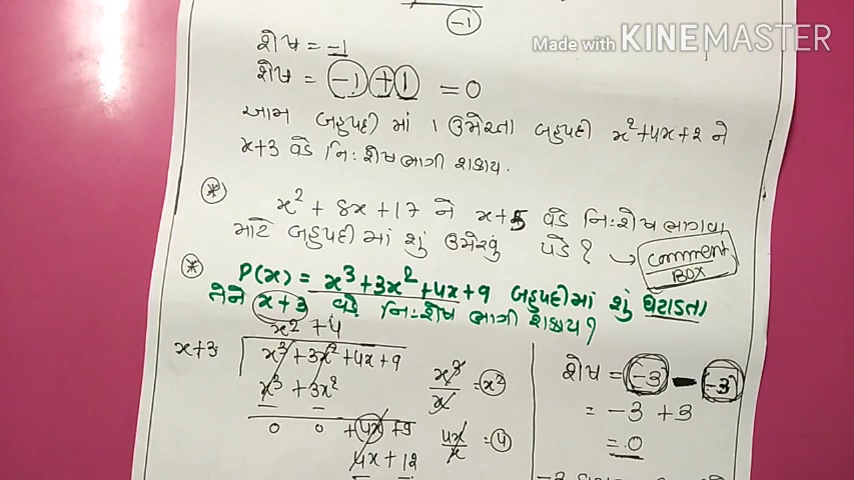 -1
Made with KINEMASTER
શેષ = -1
શેષ = -1 + 1 = 0
આમ બહુપદી માં 1 ઉમેરતા બહુપદી x² + 4x + 2 ને
x+3 વડે નિઃશેષ ભાગી શકાય.
* x² + 8x + 17 ને x+5 વડે નિઃશેષ ભાગવા
માટે બહુપદીમાં શું ઉમેરવું પડે? → comment BOX
* P(x) = x³ + 3x² + 4x + 9 બહુપદીમાં શું ઘટાડતા
તેને x+3 વડે નિઃશેષ ભાગી શકાય?
x² + 4
x+3 x³ + 3x² + 4x + 9
x³ + 3x²
x³/x = x²
0 0 + 4x + 9
4x/x = 4
4x + 12
શેષ = -3 - -3
= -3 + 3
= 0